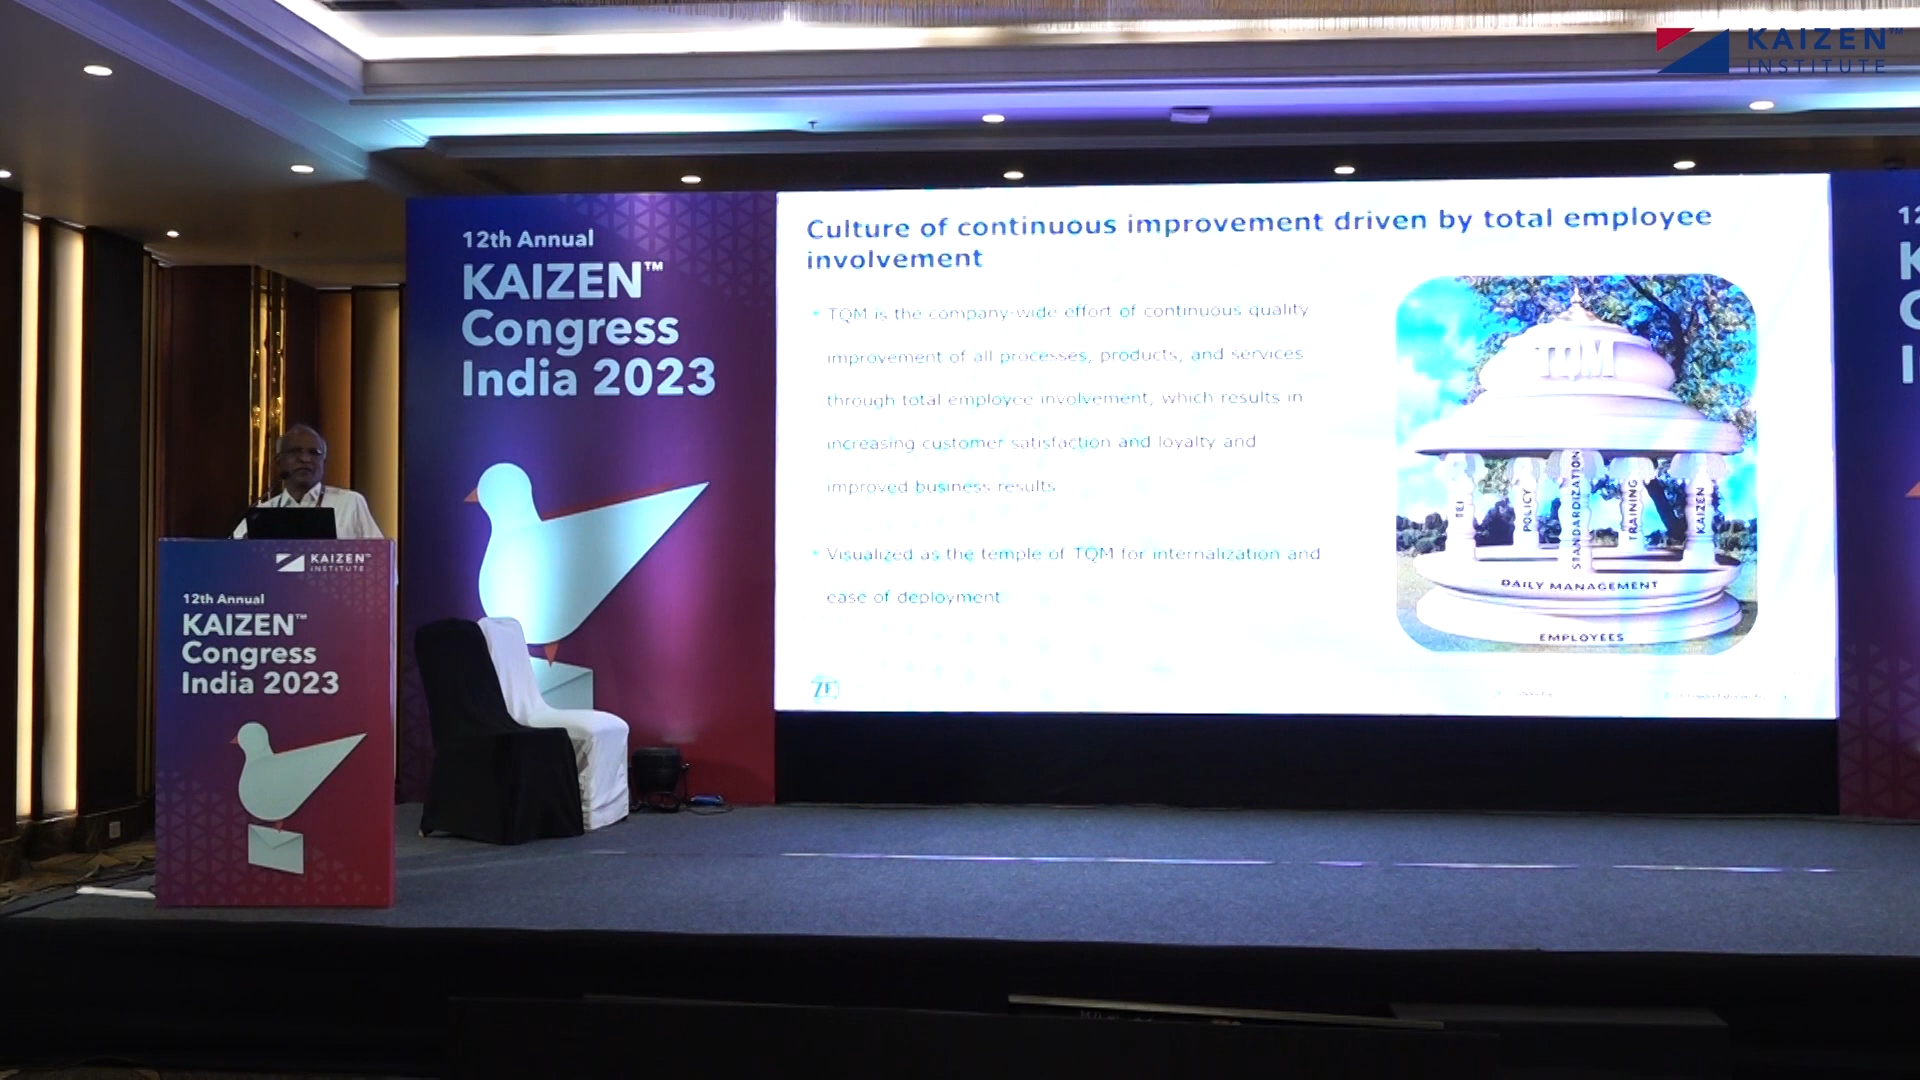 KAIZEN™
INSTITUTE
12th Annual
KAIZEN™
Congress
India 2023
Culture of continuous improvement driven by total employee
involvement
TQM is the company-wide effort of continuous quality
improvement of all processes, products, and services
through total employee involvement, which results in
increasing customer satisfaction and loyalty and
improved business results
Visualized as the temple of TQM for internalization and
ease of deployment
TQM
TEI
POLICY
STANDARDIZATION
TRAINING
KAIZEN
DAILY MANAGEMENT
EMPLOYEES
ZF
KAIZEN™
INSTITUTE
12th Annual
KAIZEN™
Congress
India 2023
12
K